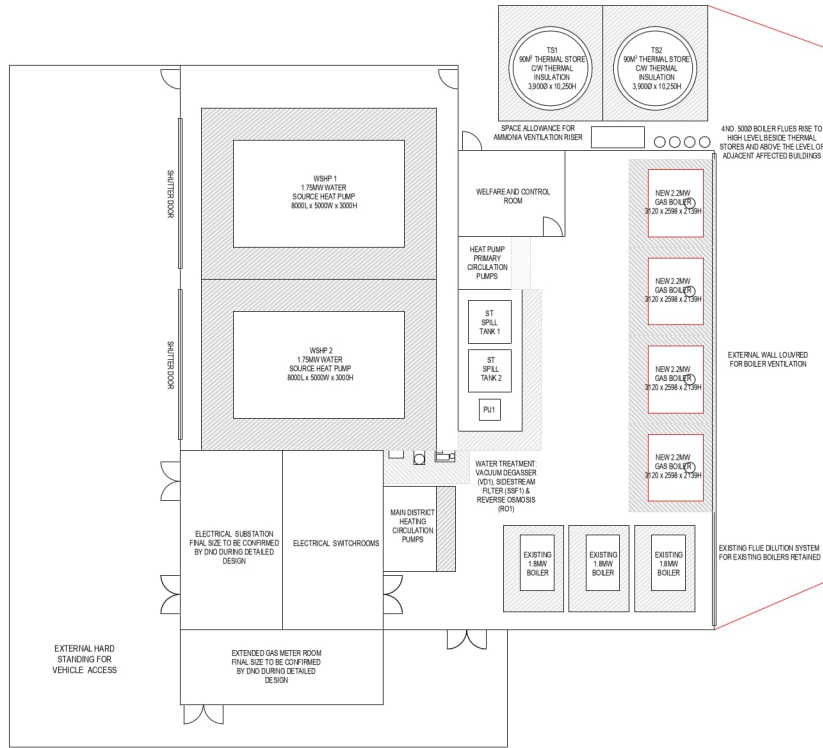 TS1
90M³ THERMAL STORE
C/W THERMAL
INSULATION
3,900Ø x 10,250H
TS2
90M³ THERMAL STORE
C/W THERMAL
INSULATION
3,900Ø x 10,250H
SPACE ALLOWANCE FOR
AMMONIA VENTILATION RISER
4 NO. 500Ø BOILER FLUES RISE TO
HIGH LEVEL BESIDE THERMAL
STORES AND ABOVE THE LEVEL OF
ADJACENT AFFECTED BUILDINGS
SHUTTER DOOR
WSHP 1
1.75MW WATER
SOURCE HEAT PUMP
8000L x 5000W x 3000H
WELFARE AND CONTROL
ROOM
NEW 2.2MW
GAS BOILER
3120 x 2598 x 2139H
HEAT PUMP
PRIMARY
CIRCULATION
PUMPS
NEW 2.2MW
GAS BOILER
3120 x 2598 x 2139H
ST
SPILL
TANK 1
SHUTTER DOOR
WSHP 2
1.75MW WATER
SOURCE HEAT PUMP
8000L x 5000W x 3000H
ST
SPILL
TANK 2
NEW 2.2MW
GAS BOILER
3120 x 2598 x 2139H
EXTERNAL WALL LOUVRED
FOR BOILER VENTILATION
PU1
NEW 2.2MW
GAS BOILER
3120 x 2598 x 2139H
WATER TREATMENT:
VACUUM DEGASSER
(VD1), SIDESTREAM
FILTER (SSF1) &
REVERSE OSMOSIS
(RO1)
MAIN DISTRICT
HEATING
CIRCULATION
PUMPS
ELECTRICAL SUBSTATION
FINAL SIZE TO BE CONFIRMED
BY DNO DURING DETAILED
DESIGN
ELECTRICAL SWITCHROOMS
EXISTING
1.8MW
BOILER
EXISTING
1.8MW
BOILER
EXISTING
1.8MW
BOILER
EXISTING FLUE DILUTION SYSTEM
FOR EXISTING BOILERS RETAINED
EXTERNAL HARD
STANDING FOR
VEHICLE ACCESS
EXTENDED GAS METER ROOM
FINAL SIZE TO BE CONFIRMED
BY DNO DURING DETAILED
DESIGN